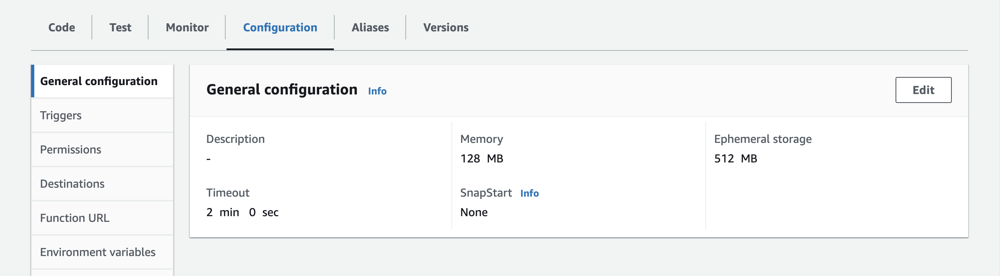 Code Test Monitor Configuration Aliases Versions
General configuration
Triggers
Permissions
Destinations
Function URL
Environment variables
General configuration Info
Edit
Description
-
Memory
128 MB
Ephemeral storage
512 MB
Timeout
2 min 0 sec
SnapStart Info
None